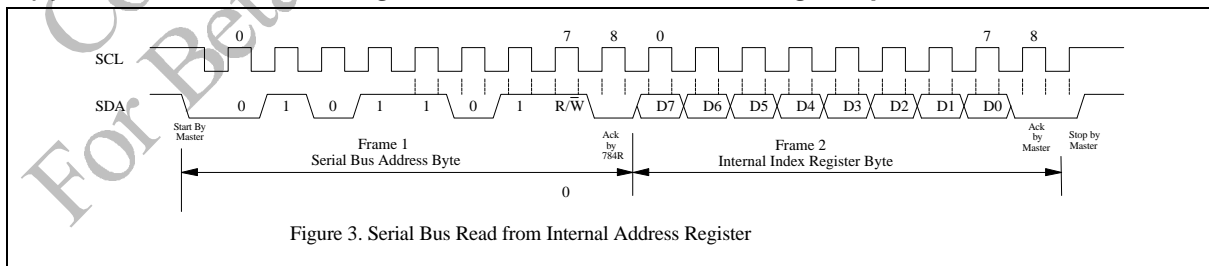 0 7 8 0 7 8
SCL
SDA
0 1 0 1 1 0 1 R/W̅ D7 D6 D5 D4 D3 D2 D1 D0
Start By
Master
Ack
by
784R
Ack
by
Master
Stop by
Master
Frame 1
Serial Bus Address Byte
Frame 2
Internal Index Register Byte
0
Figure 3. Serial Bus Read from Internal Address Register
For Beta